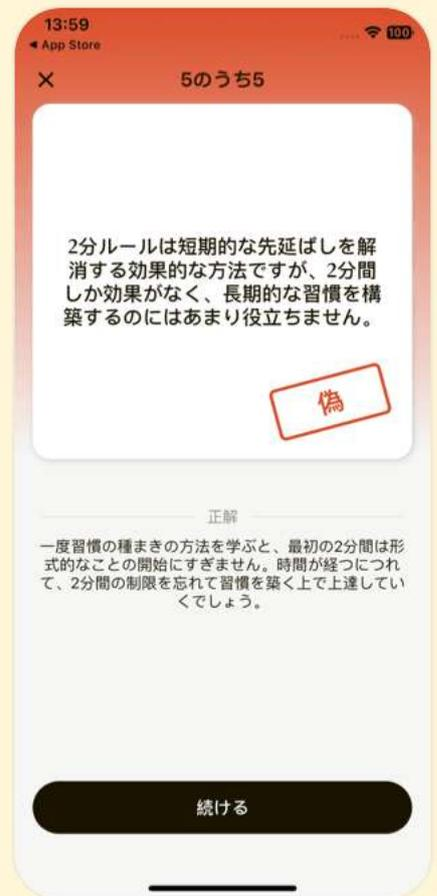 13:59
◀ App Store
100
5のうち5
2分ルールは短期的な先延ばしを解
消する効果的な方法ですが、2分間
しか効果がなく、長期的な習慣を構
築するのにはあまり役立ちません。
偽
正解
一度習慣の種まきの方法を学ぶと、最初の2分間は形
式的なことの開始にすぎません。時間が経つにつれ
て、2分間の制限を忘れて習慣を築く上で上達してい
くでしょう。
続ける